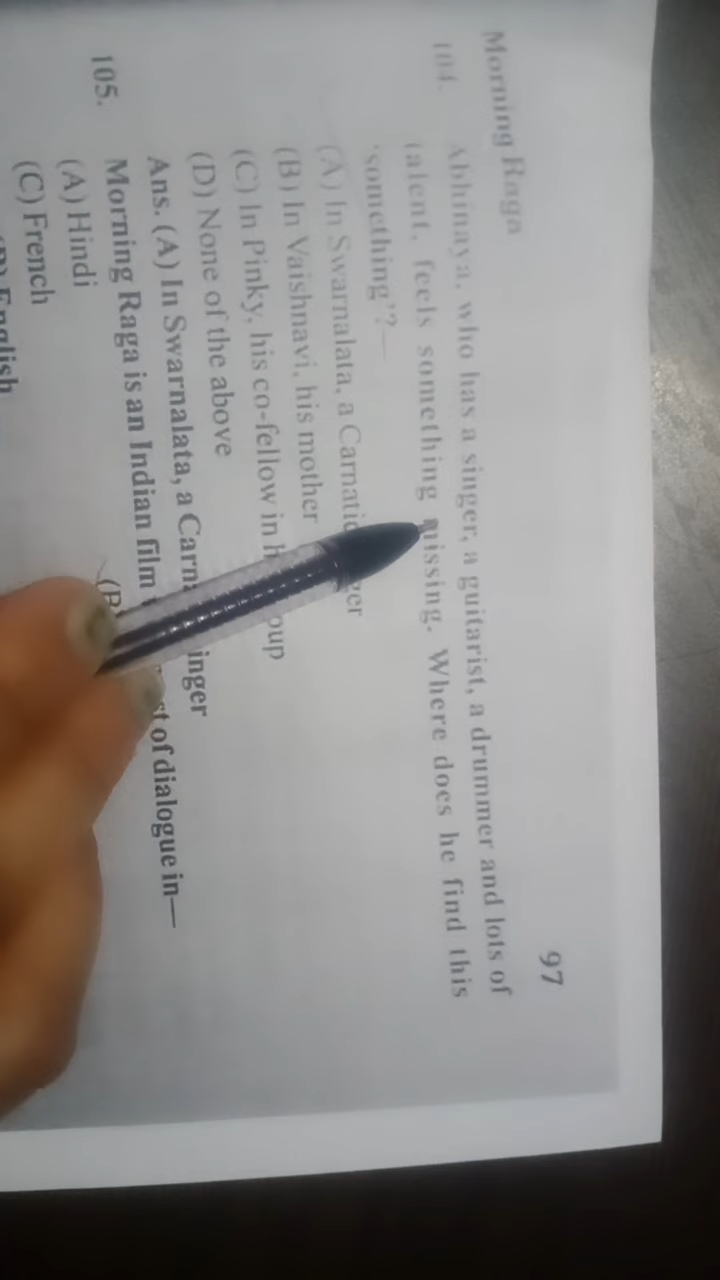 Morning Raga 97
104. Abhinaya, who has a singer, a guitarist, a drummer and lots of
talent, feels something missing. Where does he find this
'something'?—
(A) In Swarnalata, a Carnatic
(B) In Vaishnavi, his mother
(C) In Pinky, his co-fellow in
(D) None of the above
Ans. (A) In Swarnalata, a
105. Morning Raga is an Indian film of dialogue in—
(A) Hindi (B)
(C) French
(D) English